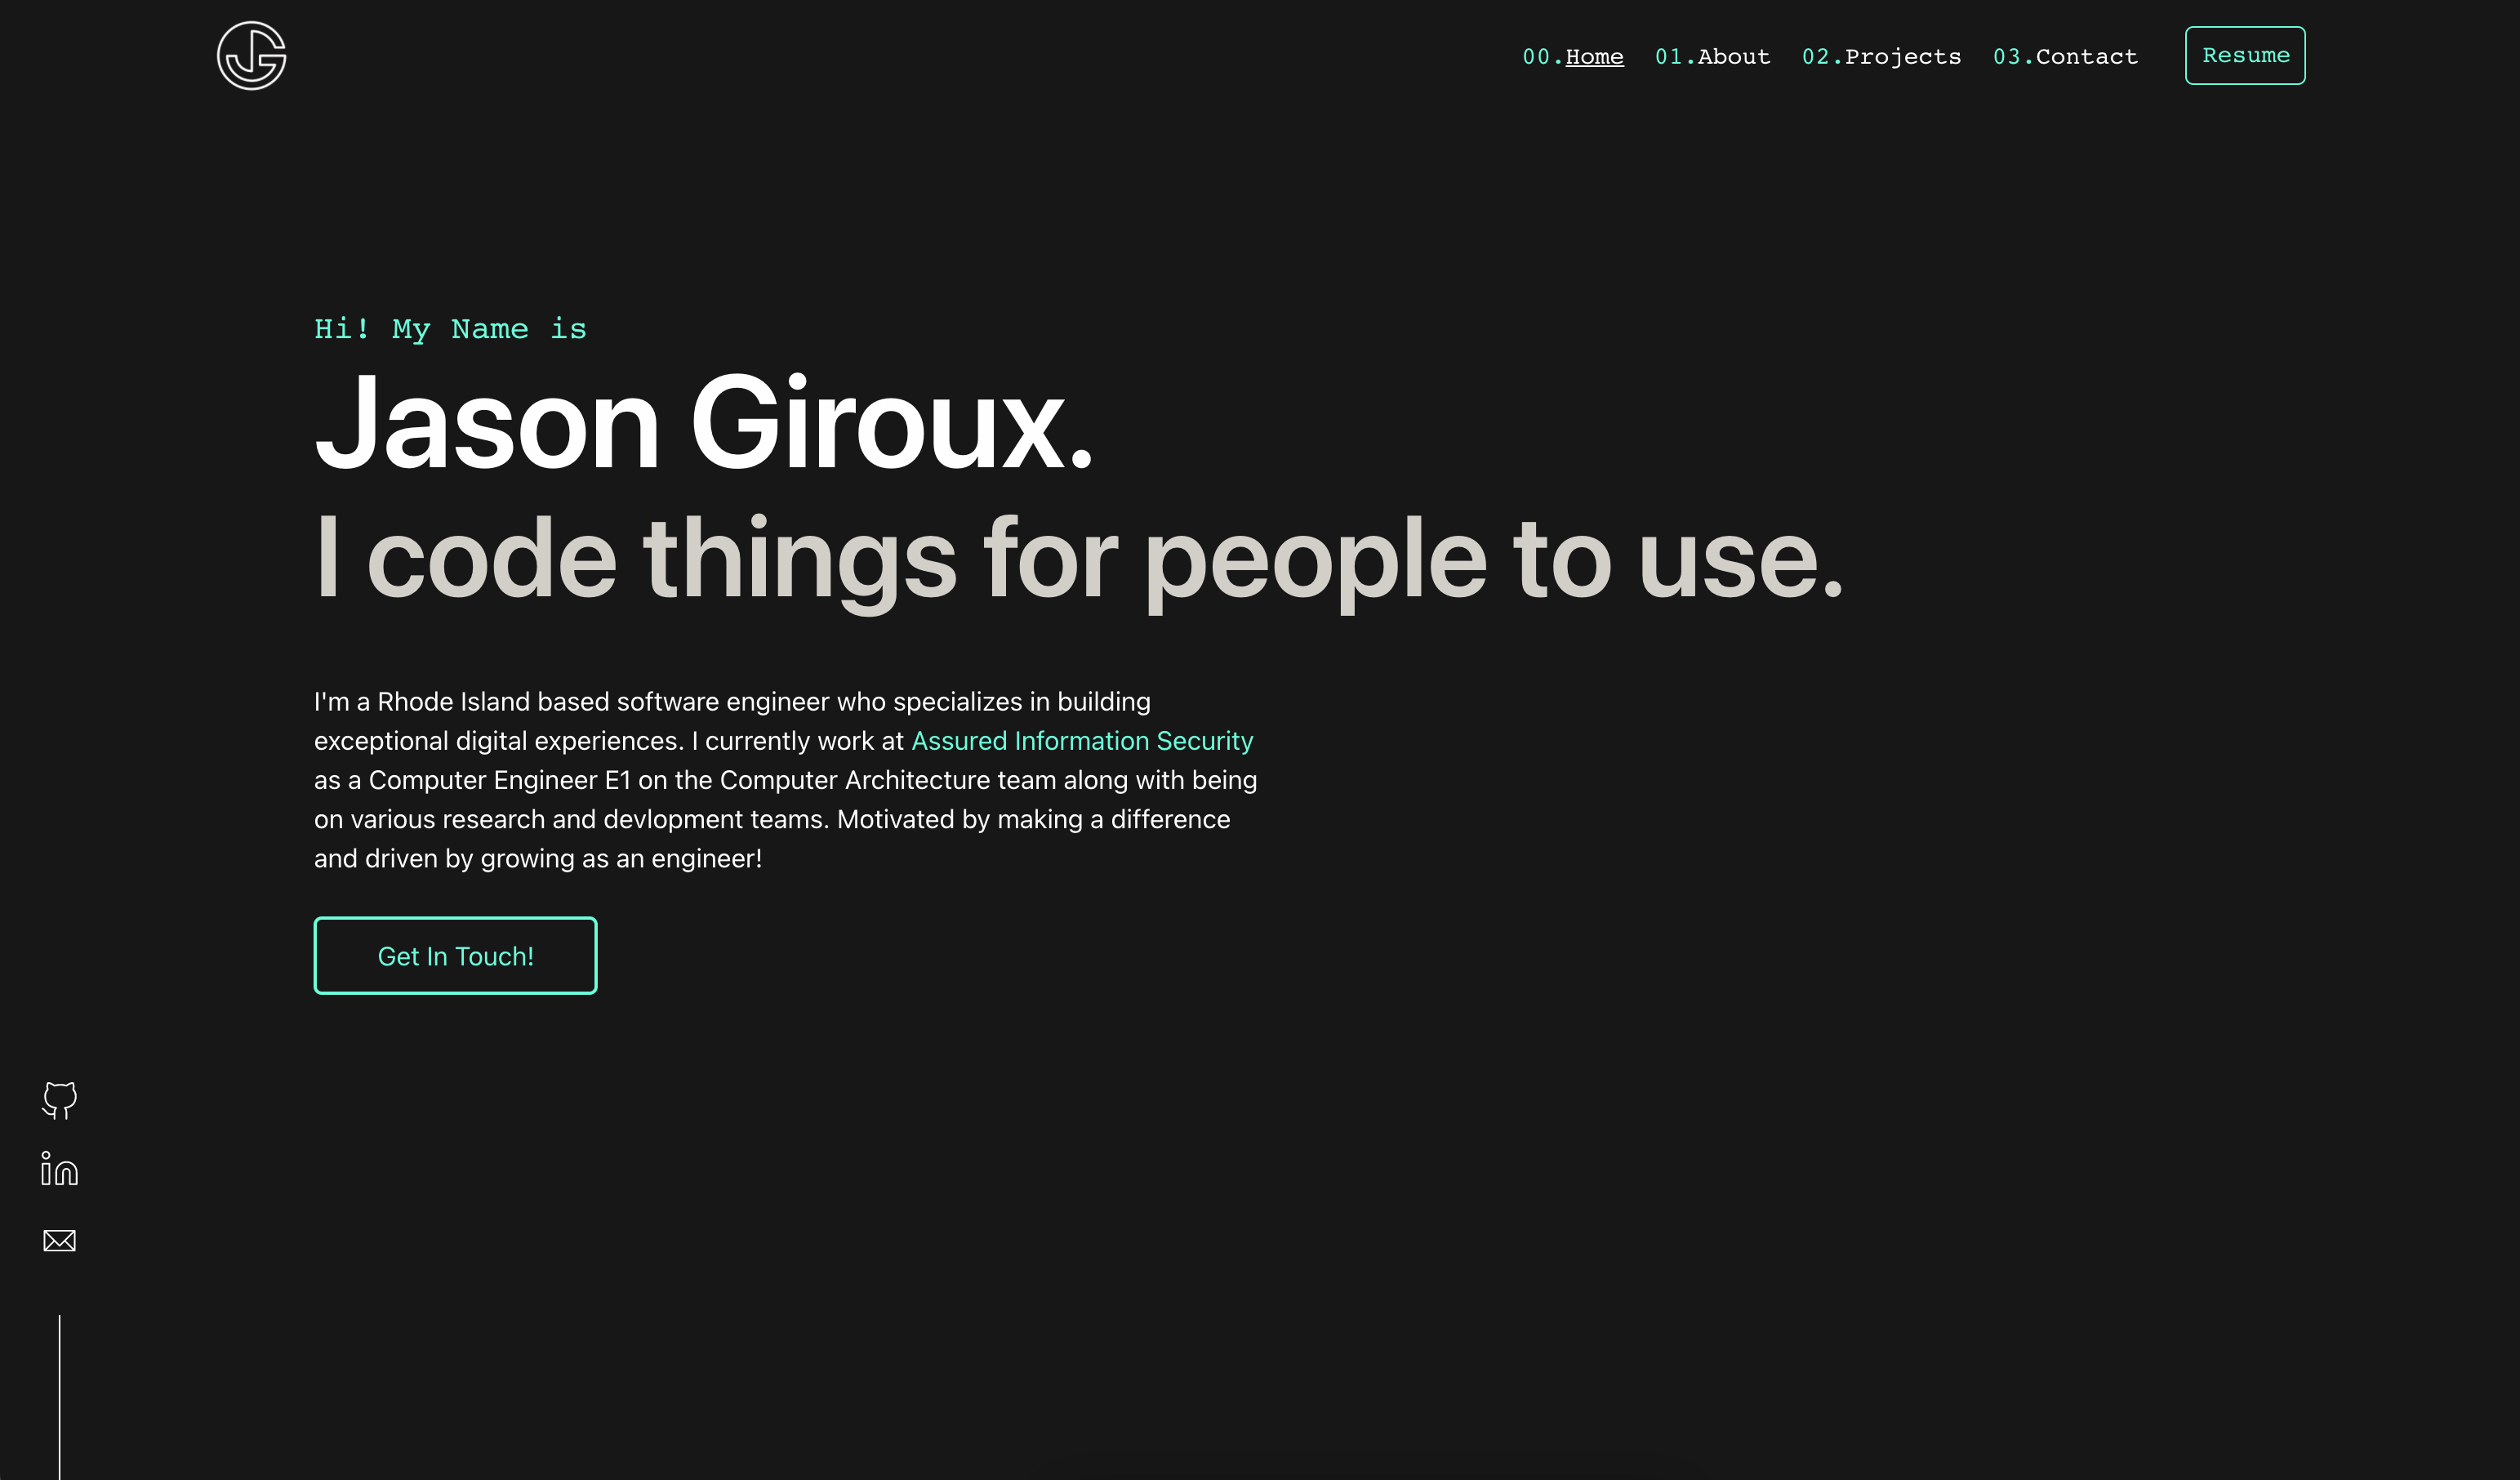 00.Home 01.About 02.Projects 03.Contact Resume
Hi! My Name is
Jason Giroux.
I code things for people to use.
I'm a Rhode Island based software engineer who specializes in building
exceptional digital experiences. I currently work at Assured Information Security
as a Computer Engineer E1 on the Computer Architecture team along with being
on various research and devlopment teams. Motivated by making a difference
and driven by growing as an engineer!
Get In Touch!